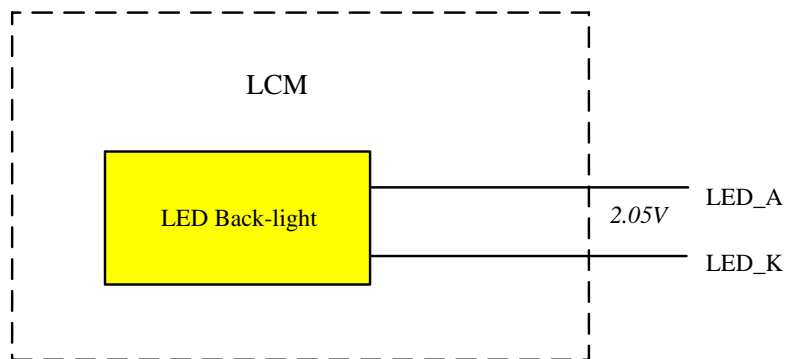 LCM
LED Back-light
LED_A
2.05V
LED_K